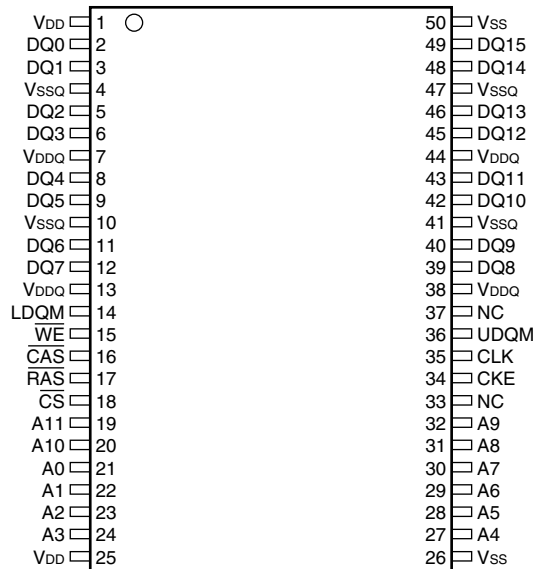 VDD 1 50 VSS
DQ0 2 49 DQ15
DQ1 3 48 DQ14
VSSQ 4 47 VSSQ
DQ2 5 46 DQ13
DQ3 6 45 DQ12
VDDQ 7 44 VDDQ
DQ4 8 43 DQ11
DQ5 9 42 DQ10
VSSQ 10 41 VSSQ
DQ6 11 40 DQ9
DQ7 12 39 DQ8
VDDQ 13 38 VDDQ
LDQM 14 37 NC
W̅E̅ 15 36 UDQM
C̅A̅S̅ 16 35 CLK
R̅A̅S̅ 17 34 CKE
C̅S̅ 18 33 NC
A11 19 32 A9
A10 20 31 A8
A0 21 30 A7
A1 22 29 A6
A2 23 28 A5
A3 24 27 A4
VDD 25 26 VSS